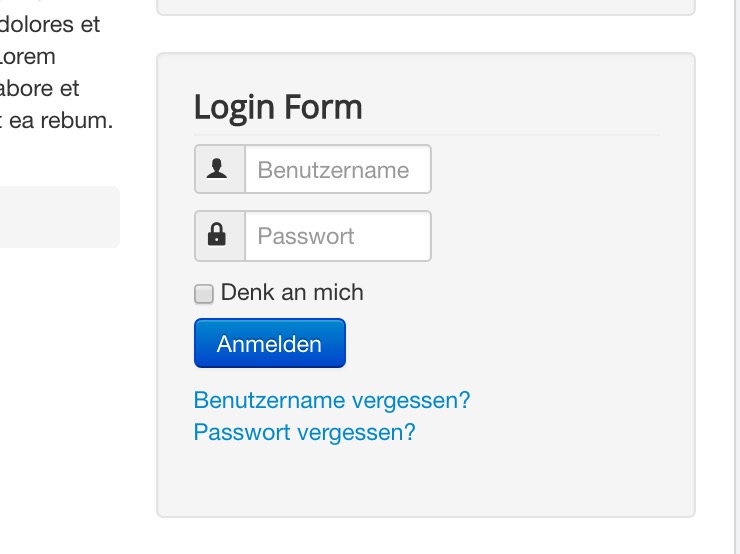 dolores et
Lorem
abore et
t ea rebum.
Login Form
Benutzername
Passwort
Denk an mich
Anmelden
Benutzername vergessen?
Passwort vergessen?